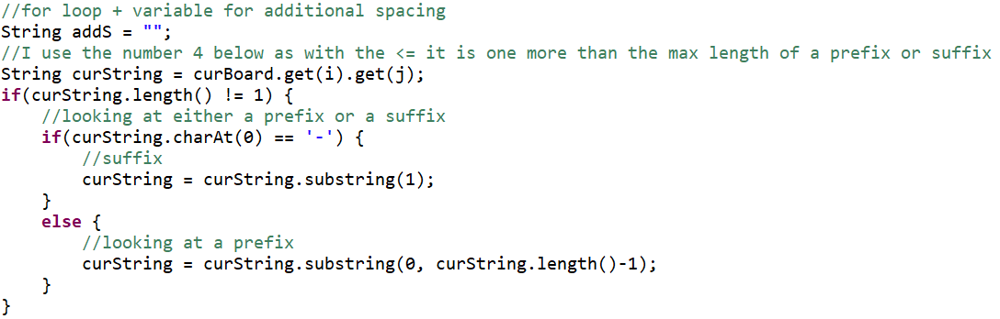 //for loop + variable for additional spacing
String addS = "";
//I use the number 4 below as with the <= it is one more than the max length of a prefix or suffix
String curString = curBoard.get(i).get(j);
if(curString.length() != 1) {
    //looking at either a prefix or a suffix
    if(curString.charAt(0) == '-') {
        //suffix
        curString = curString.substring(1);
    }
    else {
        //looking at a prefix
        curString = curString.substring(0, curString.length()-1);
    }
}